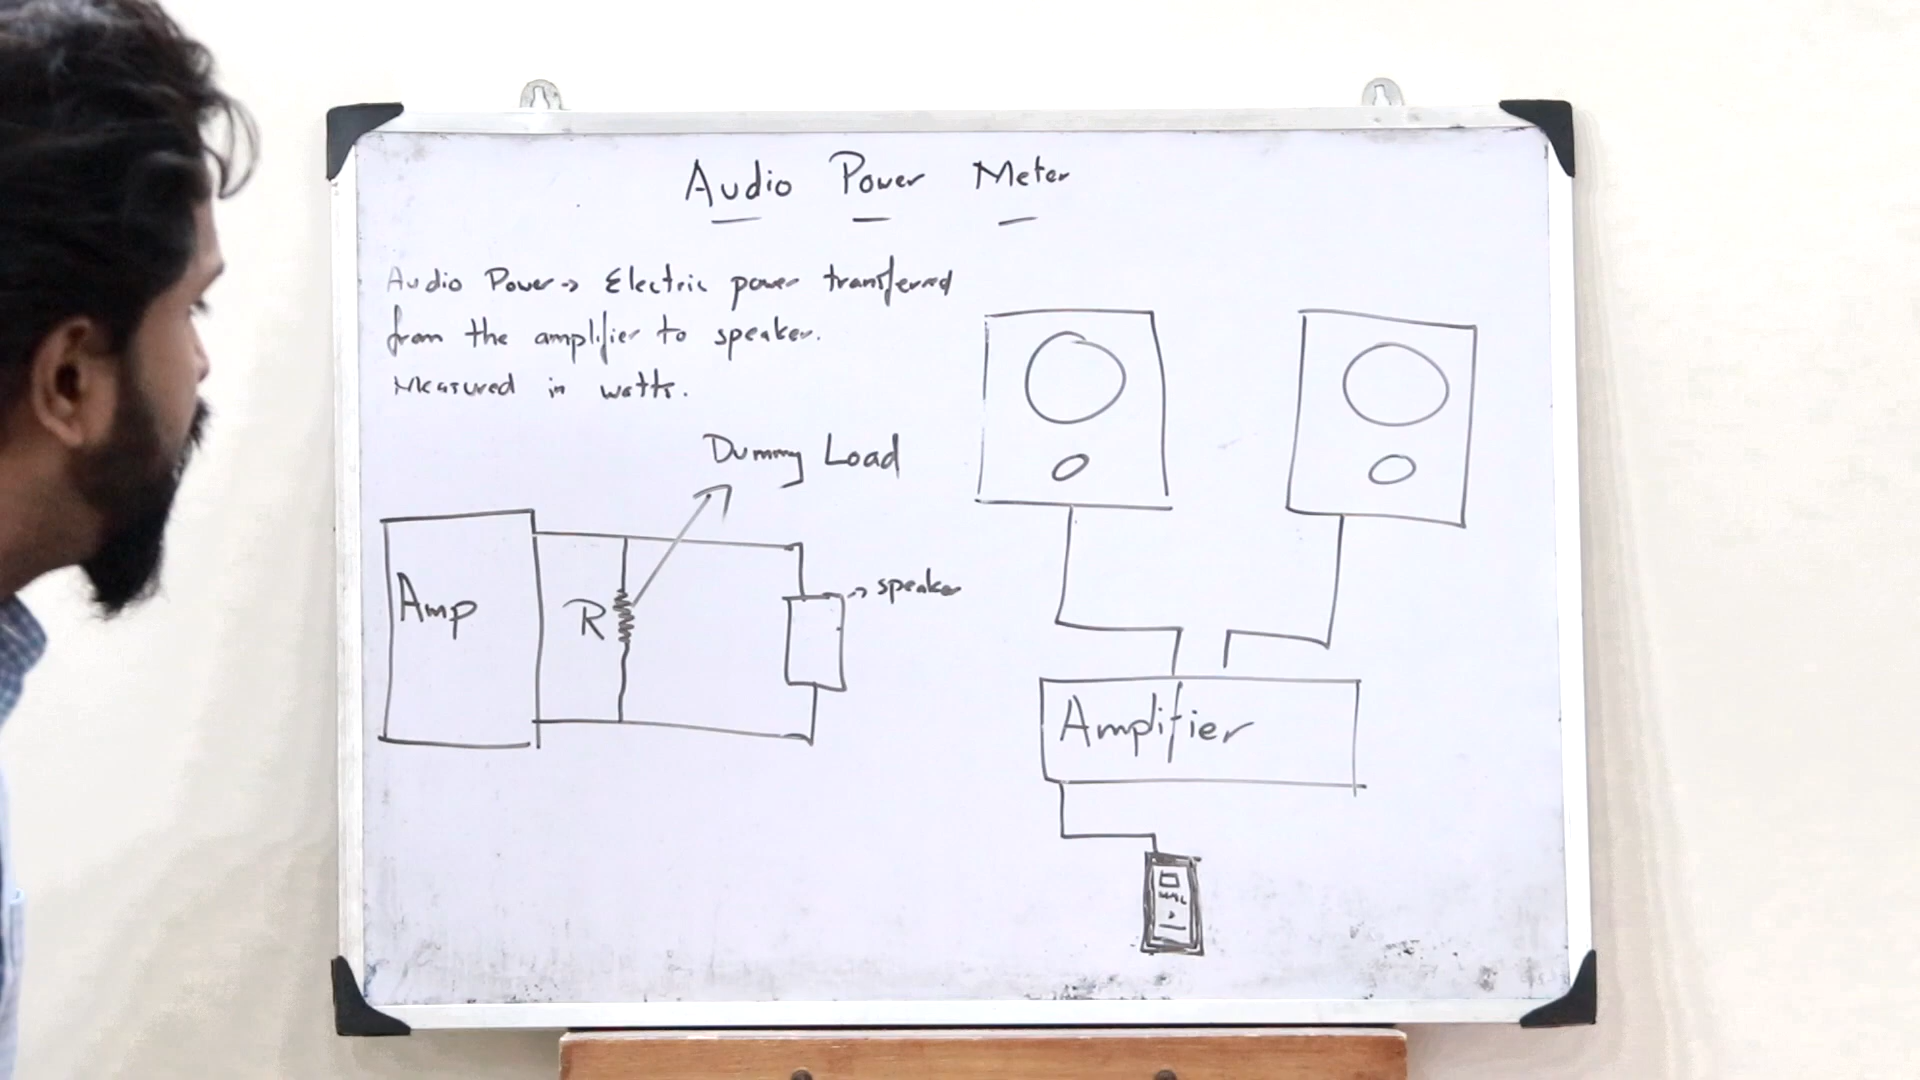 Audio Power Meter
Audio Power → Electric power transferred
from the amplifier to speaker.
Measured in watts.
Dummy Load
Amp
R
→ speaker
Amplifier